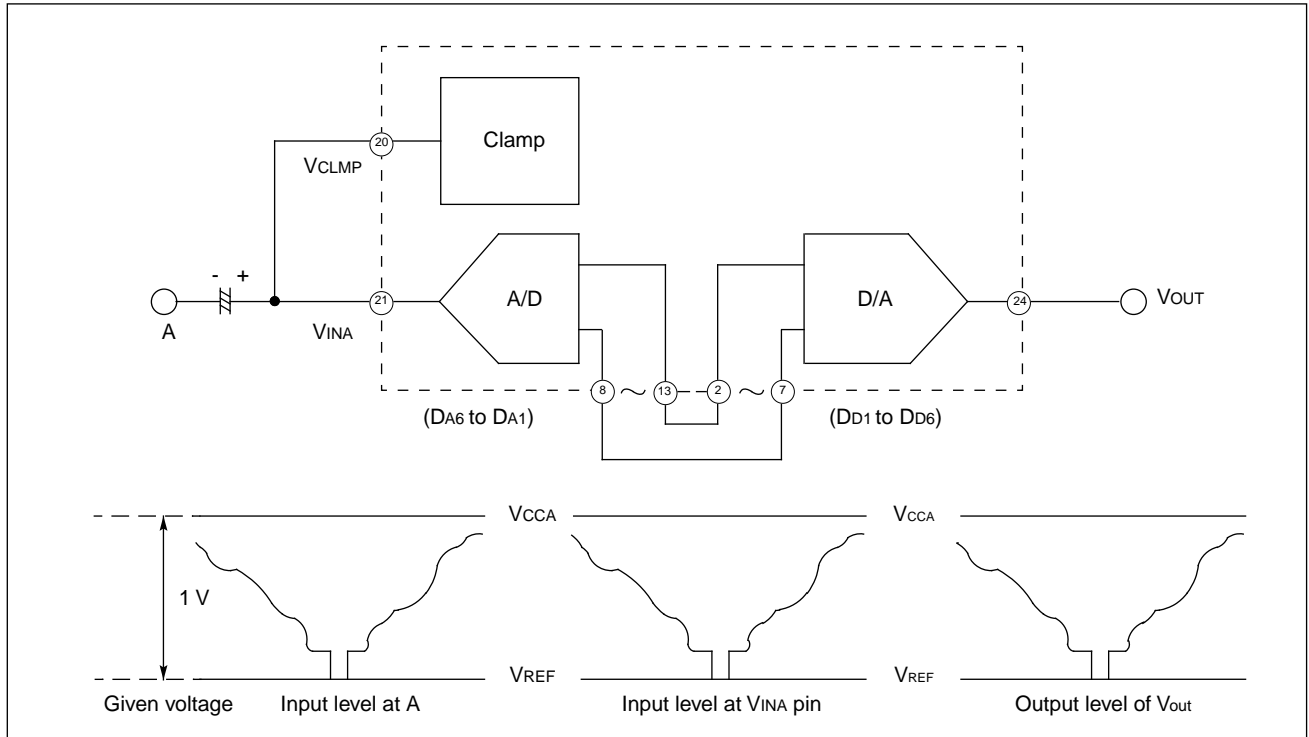 Clamp
20
VCLMP
- +
A/D
D/A
21
24
VOUT
A
VINA
8 ~ 13 2 ~ 7
(DA6 to DA1)
(DD1 to DD6)
VCCA
VCCA
1 V
VREF
VREF
Given voltage
Input level at A
Input level at VINA pin
Output level of Vout